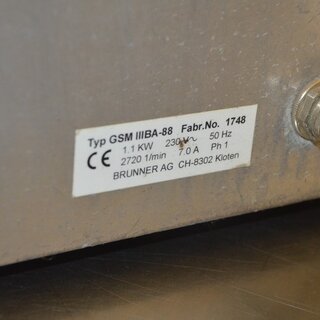 Typ GSM IIIBA-88 Fabr.No. 1748
CE 1.1 KW 230 V~ 50 Hz
2720 1/min 7.0 A Ph 1
BRUNNER AG CH-8302 Kloten